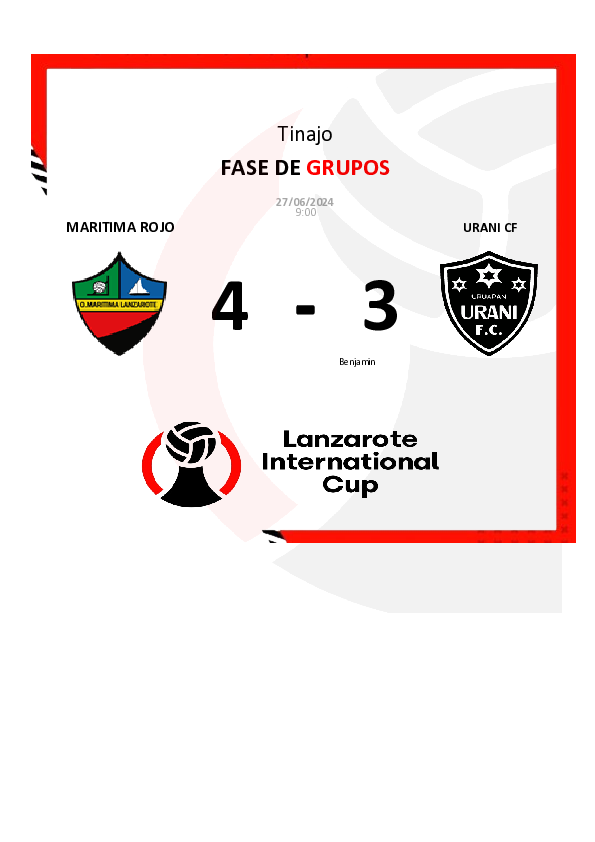 Tinajo
FASE DE GRUPOS
27/06/2024
9:00
MARITIMA ROJO
URANI CF
O. MARITIMA LANZAROTE
4 - 3
URUAPAN
URANI
F.C.
Benjamin
Lanzarote
International
Cup